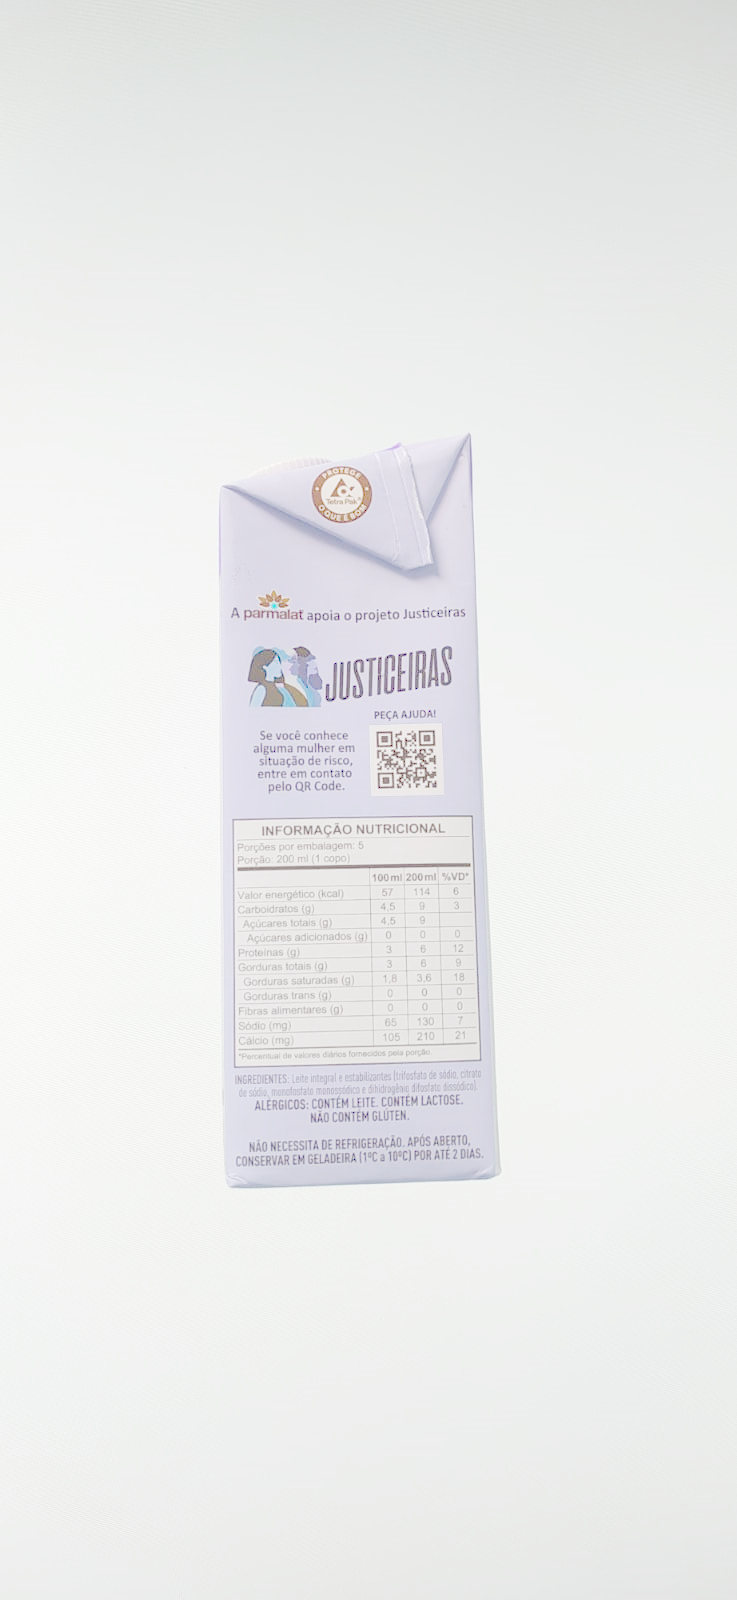 PROTEGE
Tetra Pak®
O QUE É BOM
A parmalat apoia o projeto Justiceiras
JUSTICEIRAS
PEÇA AJUDA!
Se você conhece
alguma mulher em
situação de risco,
entre em contato
pelo QR Code.
INFORMAÇÃO NUTRICIONAL
Porções por embalagem: 5
Porção: 200 ml (1 copo)
100 ml 200 ml %VD*
Valor energético (kcal) 57 114 6
Carboidratos (g) 4,5 9 3
Açúcares totais (g) 4,5 9
Açúcares adicionados (g) 0 0 0
Proteínas (g) 3 6 12
Gorduras totais (g) 3 6 9
Gorduras saturadas (g) 1,8 3,6 18
Gorduras trans (g) 0 0 0
Fibras alimentares (g) 0 0 0
Sódio (mg) 65 130 7
Cálcio (mg) 105 210 21
*Percentual de valores diários fornecidos pela porção.
INGREDIENTES: Leite integral e estabilizantes (trifosfato de sódio, citrato
de sódio, monofosfato monossódico e dihidrogênio difosfato dissódico).
ALÉRGICOS: CONTÉM LEITE. CONTÉM LACTOSE.
NÃO CONTÉM GLÚTEN.
NÃO NECESSITA DE REFRIGERAÇÃO. APÓS ABERTO,
CONSERVAR EM GELADEIRA (1ºC a 10ºC) POR ATÉ 2 DIAS.